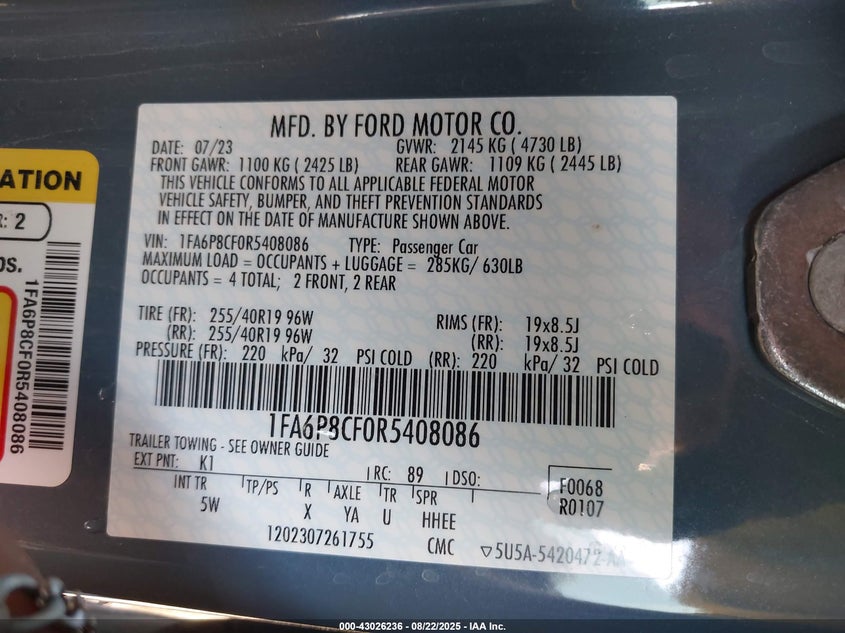 MFD. BY FORD MOTOR CO.
DATE: 07/23 GVWR: 2145 KG ( 4730 LB)
FRONT GAWR: 1100 KG ( 2425 LB) REAR GAWR: 1109 KG ( 2445 LB)
THIS VEHICLE CONFORMS TO ALL APPLICABLE FEDERAL MOTOR
VEHICLE SAFETY, BUMPER, AND THEFT PREVENTION STANDARDS
IN EFFECT ON THE DATE OF MANUFACTURE SHOWN ABOVE.
VIN: 1FA6P8CF0R5408086 TYPE: Passenger Car
MAXIMUM LOAD = OCCUPANTS + LUGGAGE = 285KG/ 630LB
OCCUPANTS = 4 TOTAL; 2 FRONT, 2 REAR
TIRE (FR): 255/40R19 96W RIMS (FR): 19x8.5J
(RR): 255/40R19 96W (RR): 19x8.5J
PRESSURE (FR): 220 kPa/ 32 PSI COLD (RR): 220 kPa/ 32 PSI COLD
1FA6P8CF0R5408086
TRAILER TOWING - SEE OWNER GUIDE
EXT PNT: K1 RC: 89 DSO:
F0068
R0107
INT TR TP/PS R AXLE TR SPR
5W X YA U HHEE
1202307261755 CMC ▽5U5A-5420472-
ATION
R: 2
1FA6P8CF0R5408086
000-43026236 - 08/22/2025 - IAA Inc.